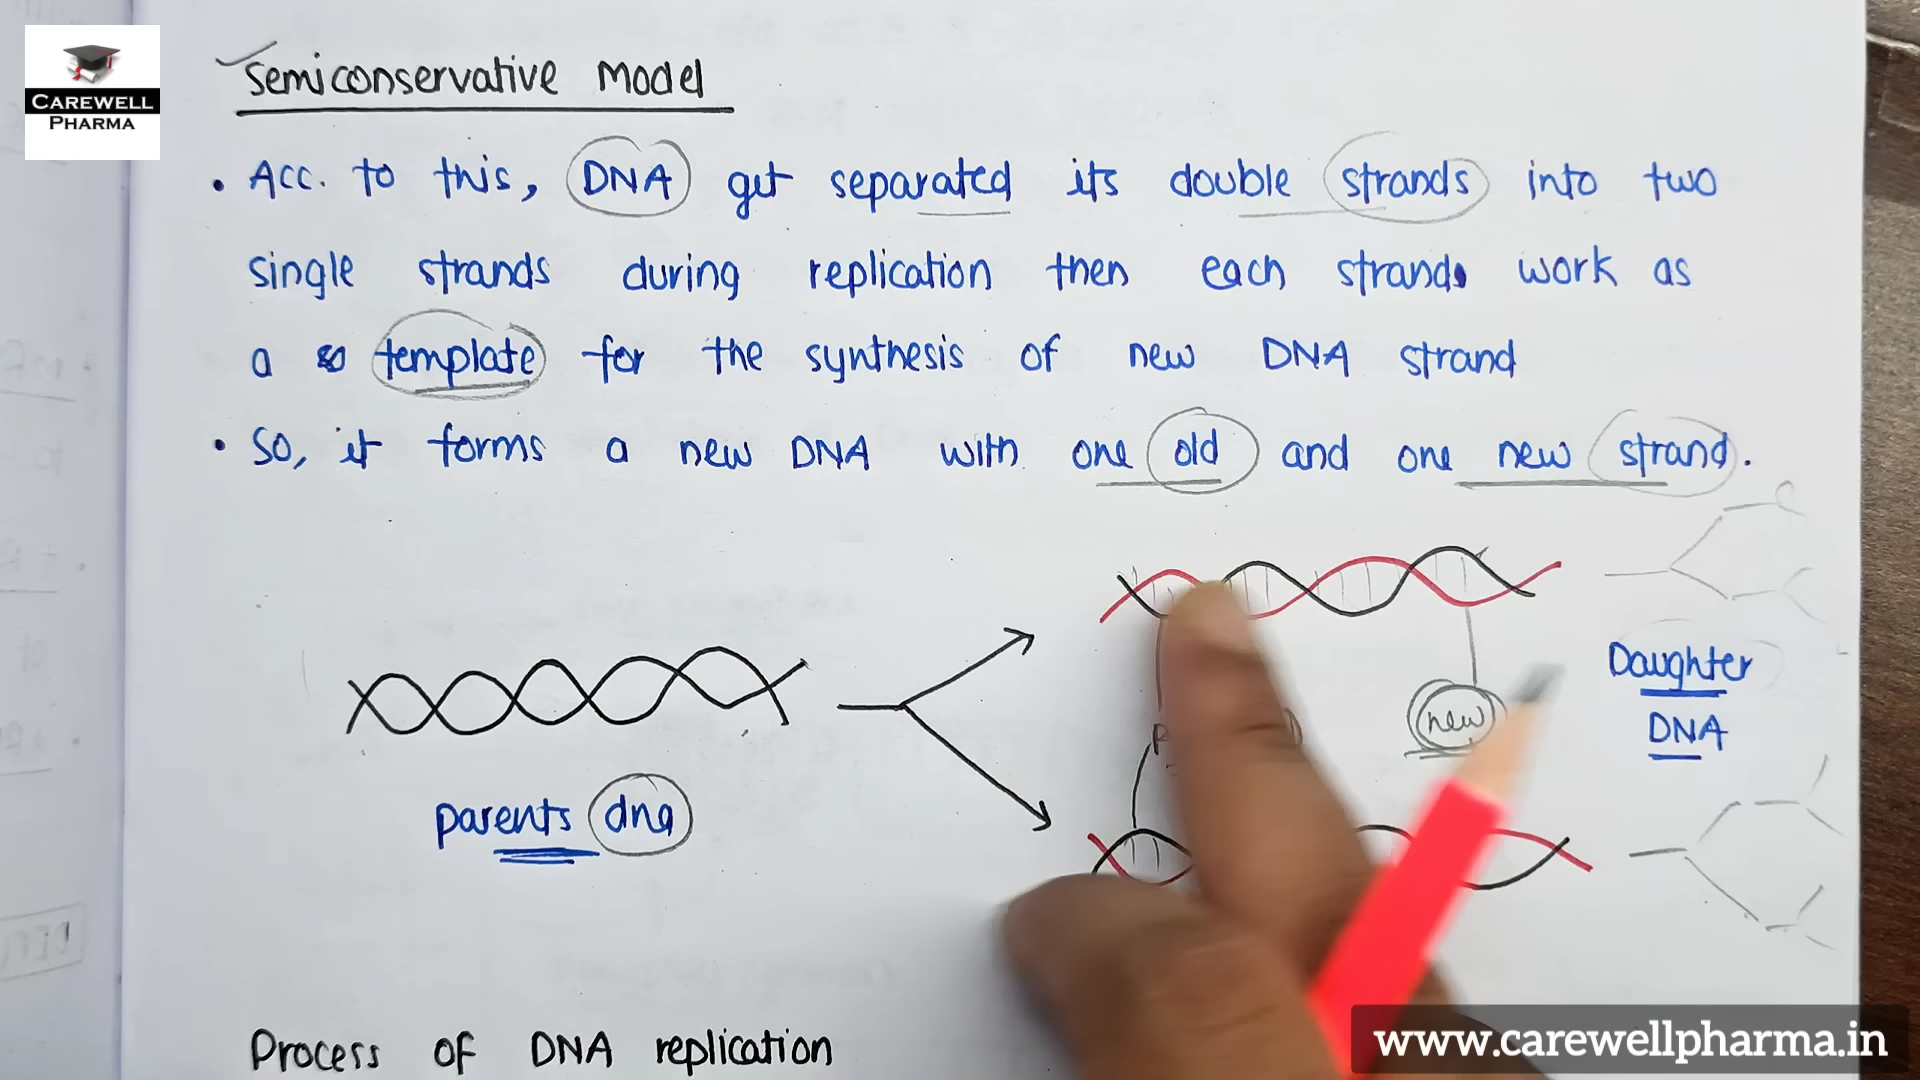 CAREWELL
PHARMA
Semiconservative Model
• Acc. to this, DNA get separated its double strands into two
single strands during replication then each strands work as
a template for the synthesis of new DNA strand
• So, it forms a new DNA with one old and one new strand.
new
Daughter
DNA
parents dna
Process of DNA replication
www.carewellpharma.in